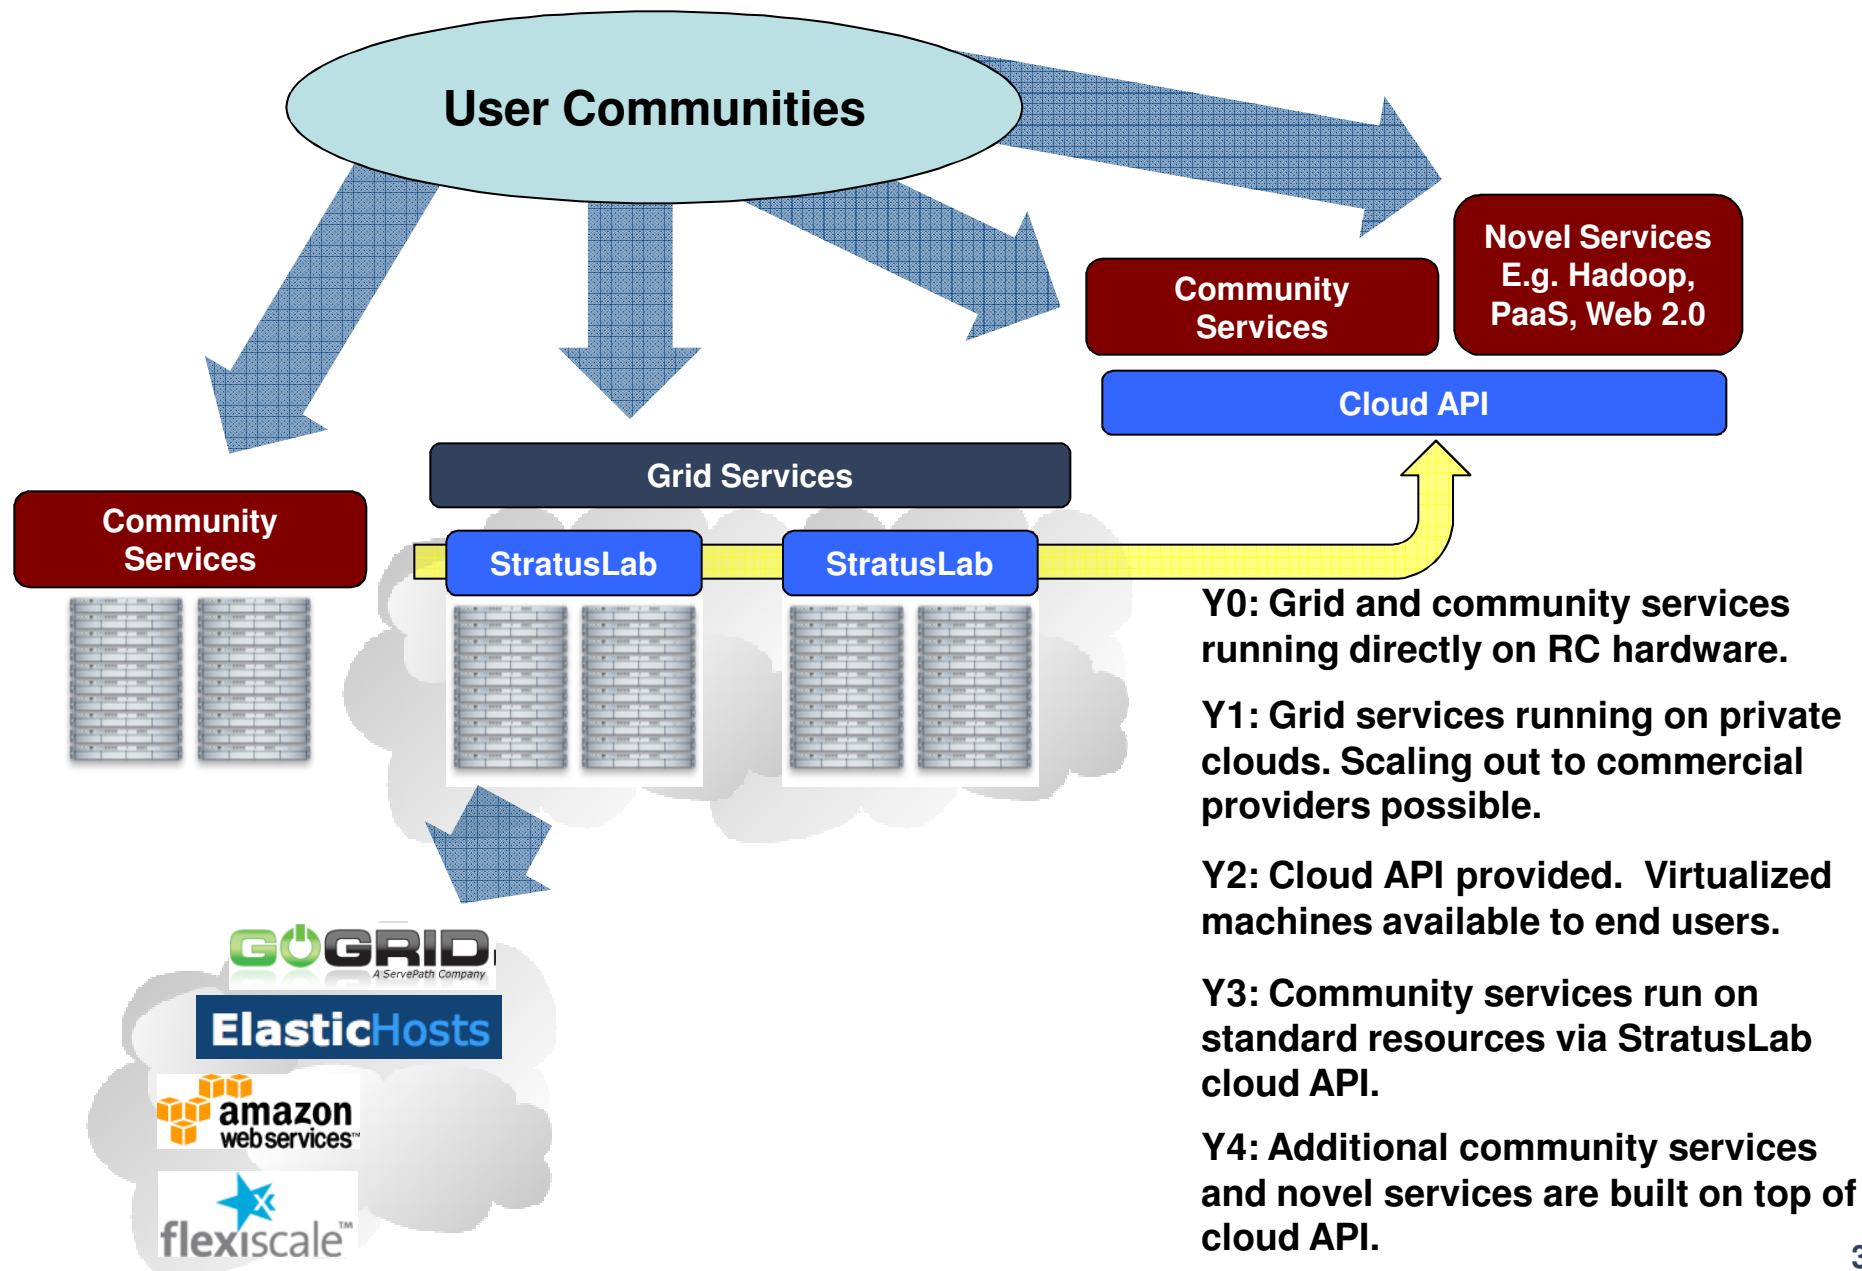 User Communities
Novel Services
E.g. Hadoop,
PaaS, Web 2.0
Community
Services
Cloud API
Grid Services
Community
Services
StratusLab
StratusLab
Y0: Grid and community services
running directly on RC hardware.
Y1: Grid services running on private
clouds. Scaling out to commercial
providers possible.
Y2: Cloud API provided.  Virtualized
machines available to end users.
Y3: Community services run on
standard resources via StratusLab
cloud API.
Y4: Additional community services
and novel services are built on top of
cloud API.
GOGRID
A ServePath Company
ElasticHosts
amazon
webservices™
flexiscale™
3